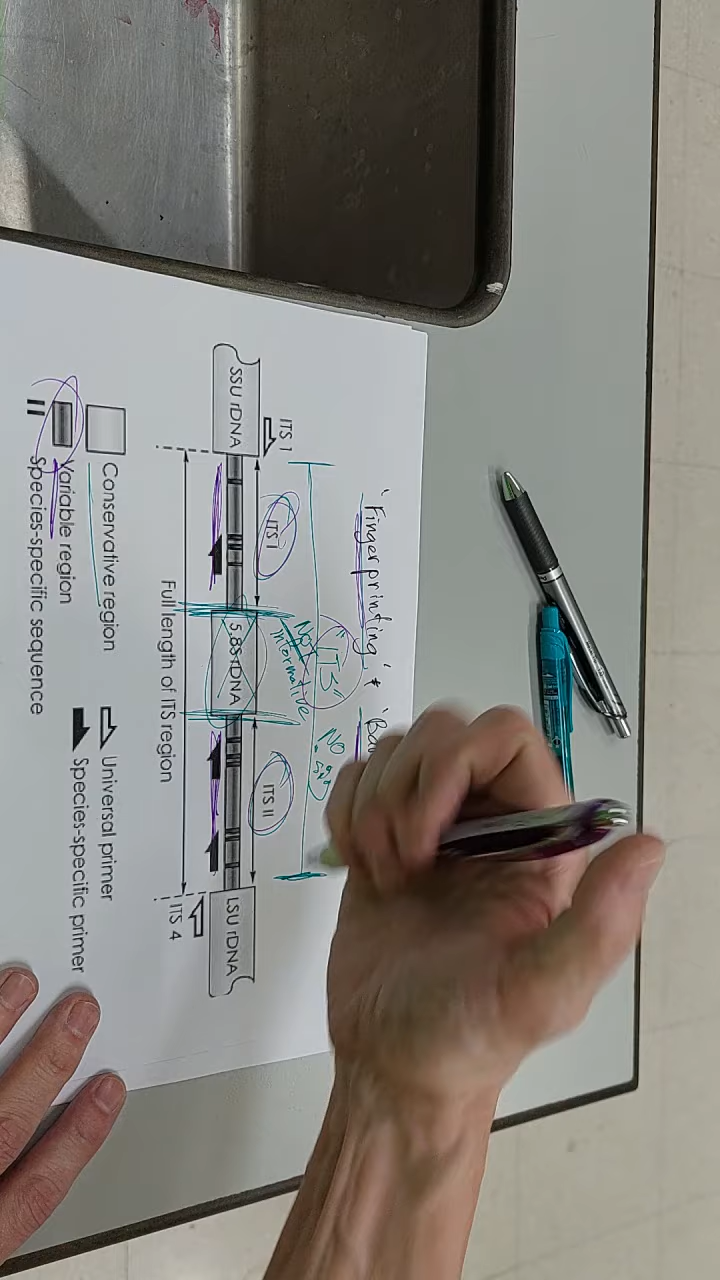 'Fingerprinting' &
"ITS"
Not
informative
NO
ITS 1
ITS I
ITS II
SSU rDNA
5.8S rDNA
LSU rDNA
ITS 4
Full length of ITS region
Conservative region
Variable region
Species-specific sequence
Universal primer
Species-specific primer